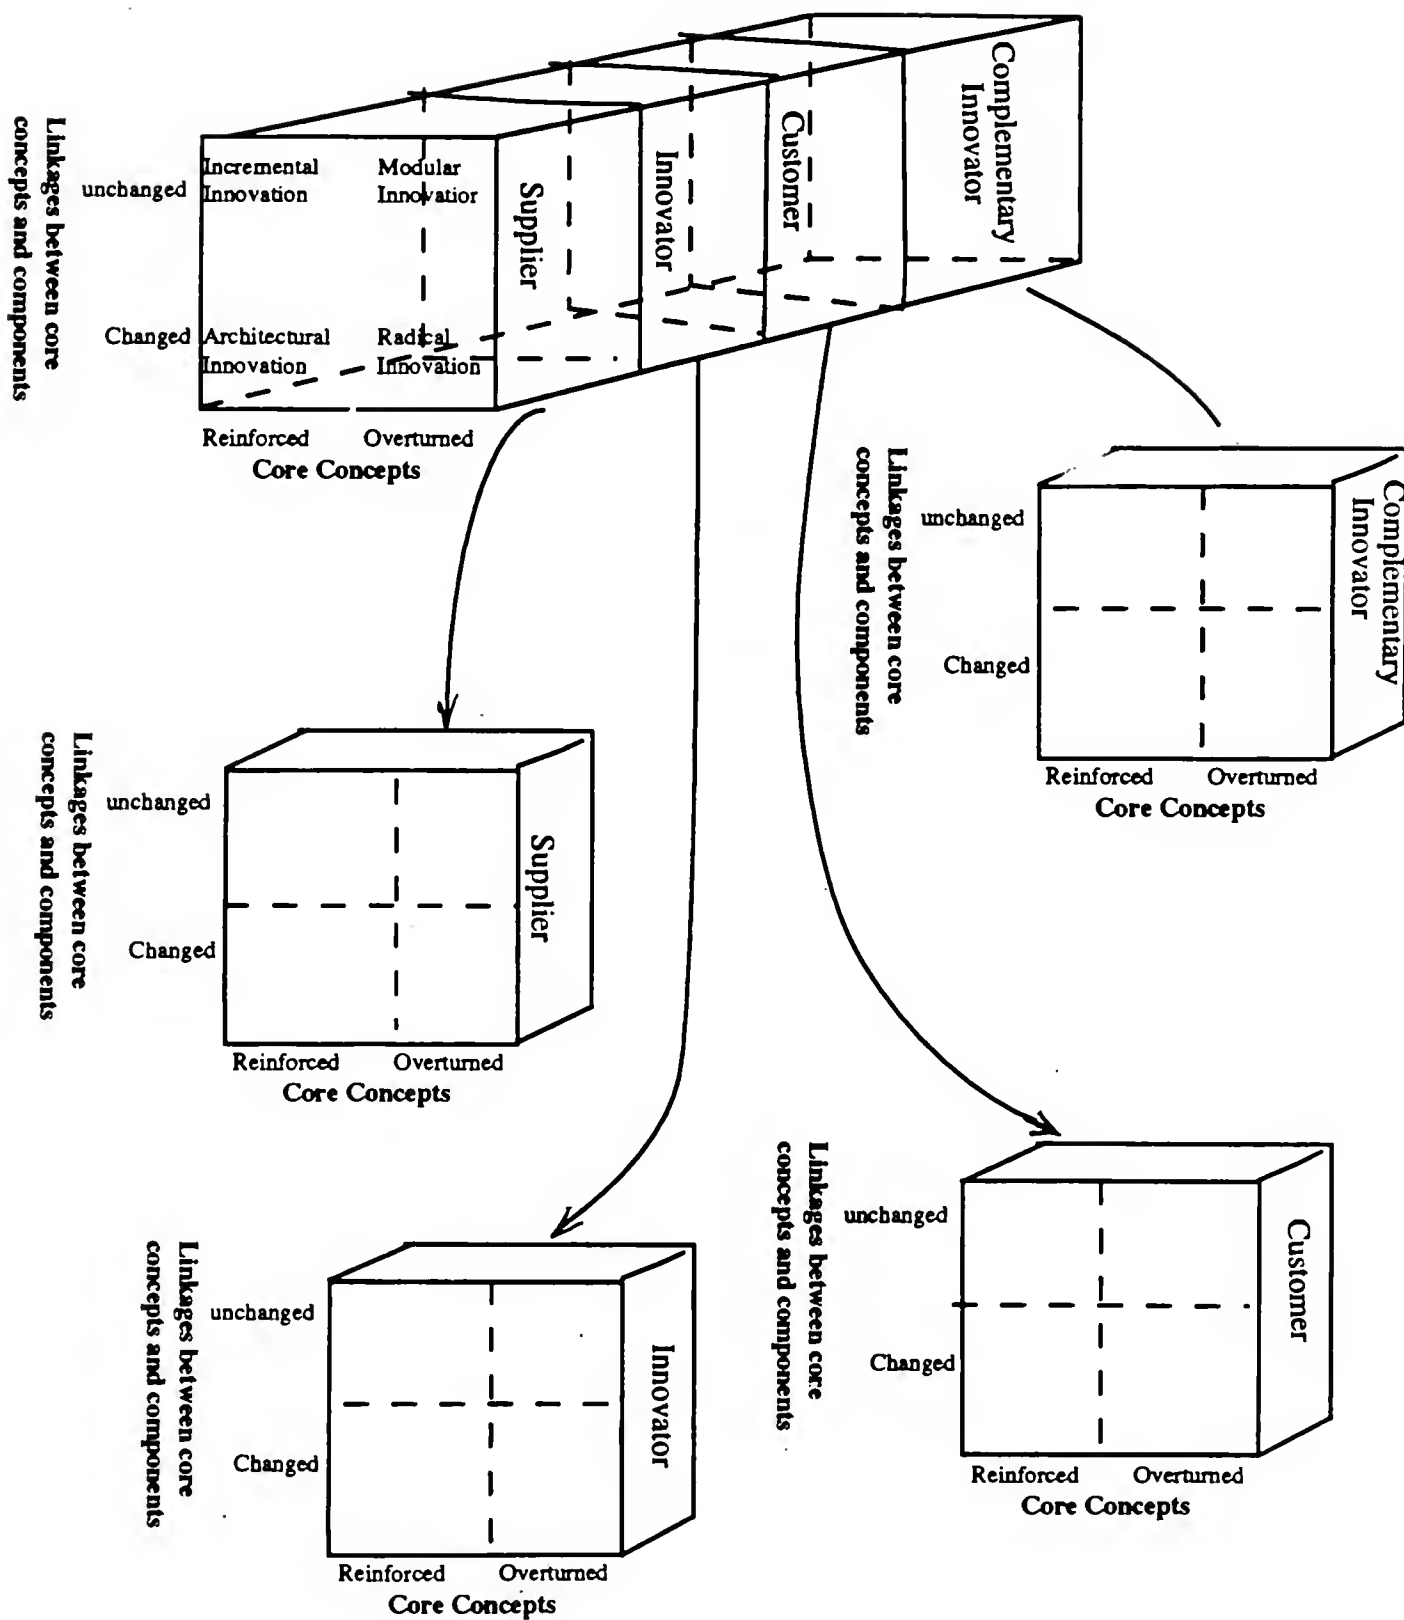 Complementary
Innovator
Customer
Innovator
Supplier
Linkages between core
concepts and components
unchanged
Incremental
Innovation
Modular
Innovatior
Changed
Architectural
Innovation
Radical
Innovation
Reinforced
Overturned
Core Concepts
Linkages between core
concepts and components
unchanged
Changed
Complementary
Innovator
Reinforced
Overturned
Core Concepts
Linkages between core
concepts and components
unchanged
Changed
Supplier
Reinforced
Overturned
Core Concepts
Linkages between core
concepts and components
unchanged
Changed
Customer
Reinforced
Overturned
Core Concepts
Linkages between core
concepts and components
unchanged
Changed
Innovator
Reinforced
Overturned
Core Concepts